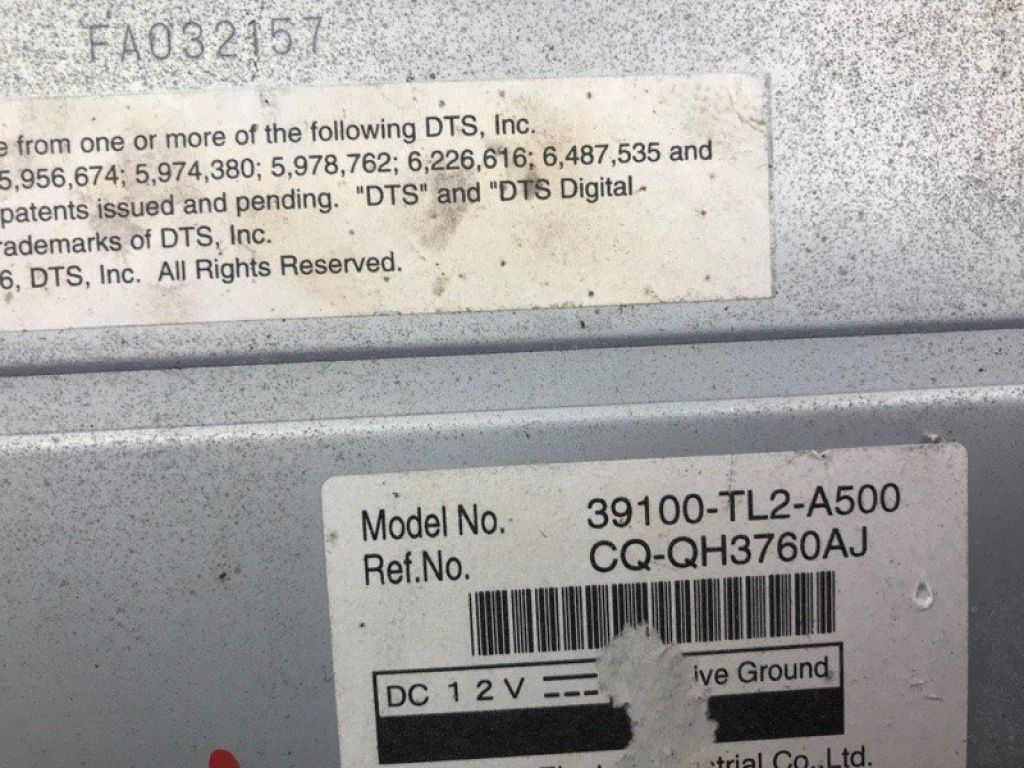 FA032157
e from one or more of the following DTS, Inc.
5,956,674; 5,974,380; 5,978,762; 6,226,616; 6,487,535 and
patents issued and pending. "DTS" and "DTS Digital
rademarks of DTS, Inc.
6, DTS, Inc. All Rights Reserved.
Model No. 39100-TL2-A500
Ref.No. CQ-QH3760AJ
DC 12V ive Ground
trial Co.,Ltd.